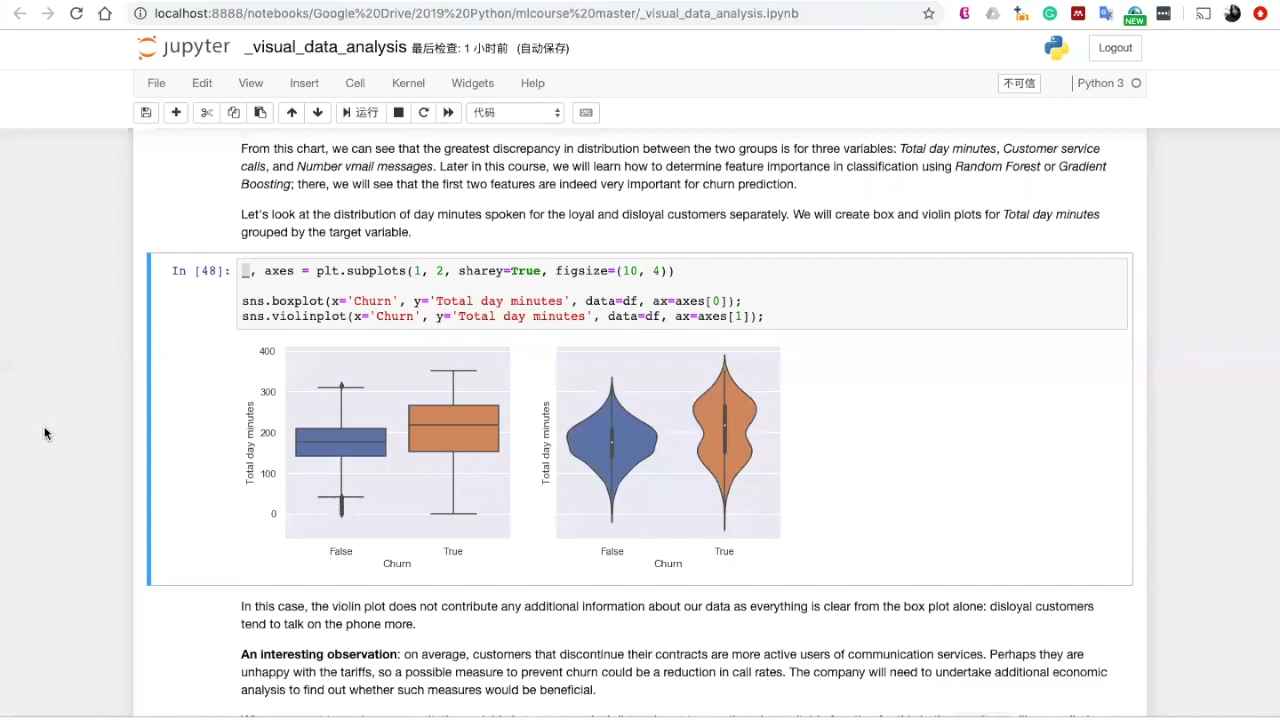 localhost:8888/notebooks/Google%20Drive/2%20%20Python/mlcourse%20master/_visual_data_analysis.ipynb
NEW
jupyter _visual_data_analysis 最后检查: 1 小时前 (自动保存)
Logout
File Edit View Insert Cell Kernel Widgets Help
不可信 Python 3
运行 代码
From this chart, we can see that the greatest discrepancy in distribution between the two groups is for three variables: Total day minutes, Customer service
calls, and Number vmail messages. Later in this course, we will learn how to determine feature importance in classification using Random Forest or Gradient
Boosting; there, we will see that the first two features are indeed very important for churn prediction.
Let's look at the distribution of day minutes spoken for the loyal and disloyal customers separately. We will create box and violin plots for Total day minutes
grouped by the target variable.
In [48]: _, axes = plt.subplots(1, 2, sharey=True, figsize=(10, 4))
sns.boxplot(x='Churn', y='Total day minutes', data=df, ax=axes[0]);
sns.violinplot(x='Churn', y='Total day minutes', data=df, ax=axes[1]);
400
300
200
100
0
Total day minutes
False True
Churn
Total day minutes
False True
Churn
In this case, the violin plot does not contribute any additional information about our data as everything is clear from the box plot alone: disloyal customers
tend to talk on the phone more.
An interesting observation: on average, customers that discontinue their contracts are more active users of communication services. Perhaps they are
unhappy with the tariffs, so a possible measure to prevent churn could be a reduction in call rates. The company will need to undertake additional economic
analysis to find out whether such measures would be beneficial.